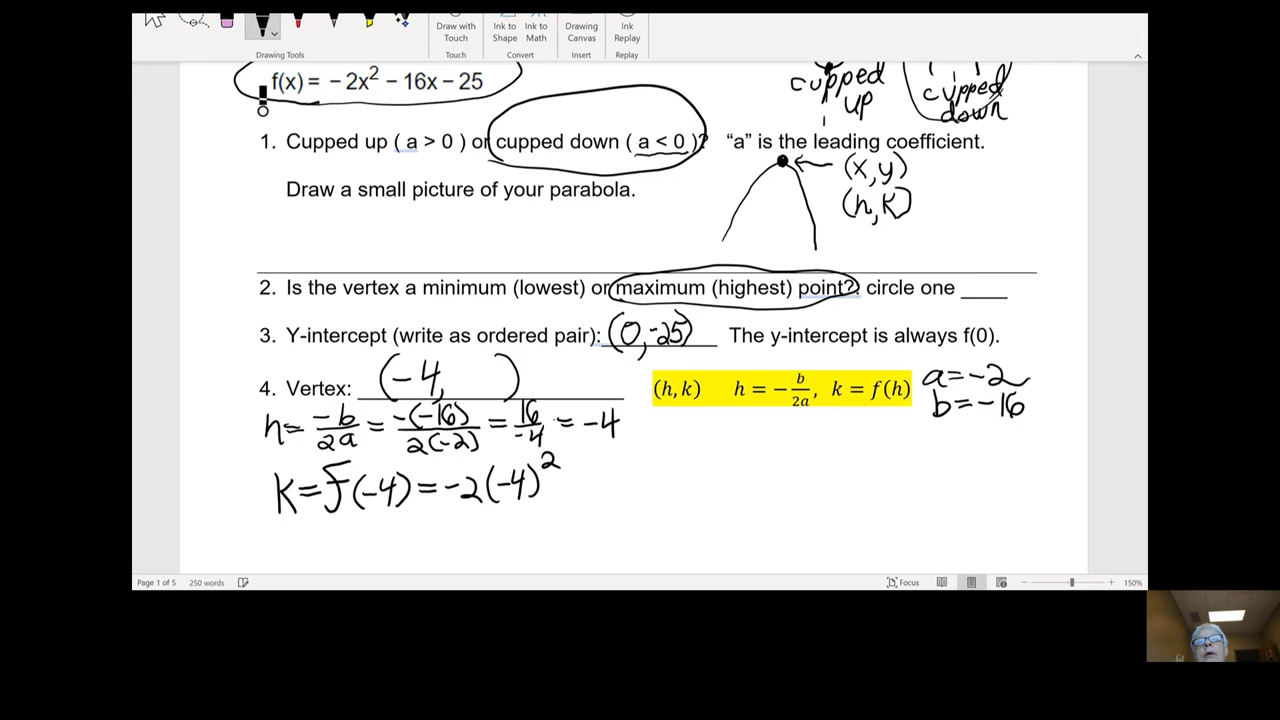 Draw with Touch
Ink to Shape
Ink to Math
Drawing Canvas
Ink Replay
Drawing Tools
Touch
Convert
Insert
Replay
f(x) = − 2x² − 16x − 25
cupped up
cupped down
1. Cupped up ( a > 0 ) or cupped down ( a < 0 )? “a” is the leading coefficient.
(x, y)
Draw a small picture of your parabola.
(h, k)
2. Is the vertex a minimum (lowest) or maximum (highest) point?. circle one ____
3. Y-intercept (write as ordered pair): (0, -25) The y-intercept is always f(0).
4. Vertex: (-4, ) (h, k) h = − b/2a, k = f(h) a = -2
b = -16
h = -b/2a = -(-16)/2(-2) = 16/-4 = -4
k = f(-4) = -2(-4)²
Page 1 of 5 250 words Focus 150%